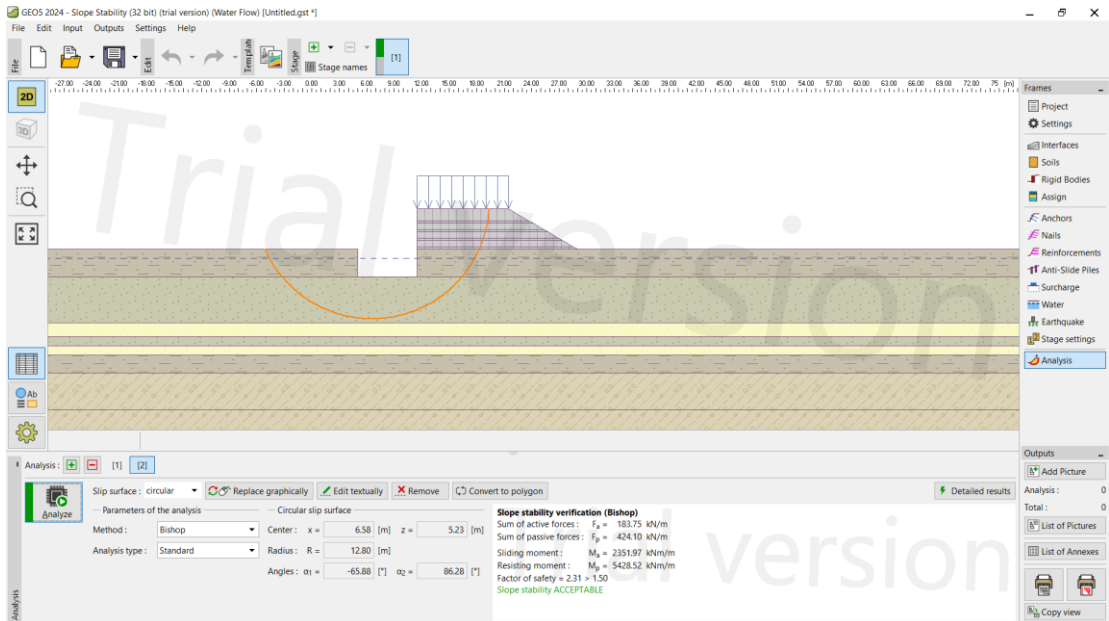 GEO5 2024 - Slope Stability (32 bit) (trial version) (Water Flow) [Untitled.gst *]
File Edit Input Outputs Settings Help
File
Edit
Template
Stage
Stage names
[1]
-27.00 -24.00 -21.00 -18.00 -15.00 -12.00 -9.00 -6.00 -3.00 0.00 3.00 6.00 9.00 12.00 15.00 18.00 21.00 24.00 27.00 30.00 33.00 36.00 39.00 42.00 45.00 48.00 51.00 54.00 57.00 60.00 63.00 66.00 69.00 72.00 75 [m]
2D
3D
Ab
Trial version
Frames
Project
Settings
Interfaces
Soils
Rigid Bodies
Assign
Anchors
Nails
Reinforcements
Anti-Slide Piles
Surcharge
Water
Earthquake
Stage settings
Analysis
Analysis : [1] [2]
Analyze
Slip surface : circular Replace graphically Edit textually Remove Convert to polygon Detailed results
Parameters of the analysis
Method : Bishop
Analysis type : Standard
Circular slip surface
Center : x = 6.58 [m] z = 5.23 [m]
Radius : R = 12.80 [m]
Angles : α1 = -65.88 [°] α2 = 86.28 [°]
Slope stability verification (Bishop)
Sum of active forces : Fa = 183.75 kN/m
Sum of passive forces : Fp = 424.10 kN/m
Sliding moment : Ma = 2351.97 kNm/m
Resisting moment : Mp = 5428.52 kNm/m
Factor of safety = 2.31 > 1.50
Slope stability ACCEPTABLE
Trial version
Analysis
Outputs
Add Picture
Analysis : 0
Total : 0
List of Pictures
List of Annexes
Copy view